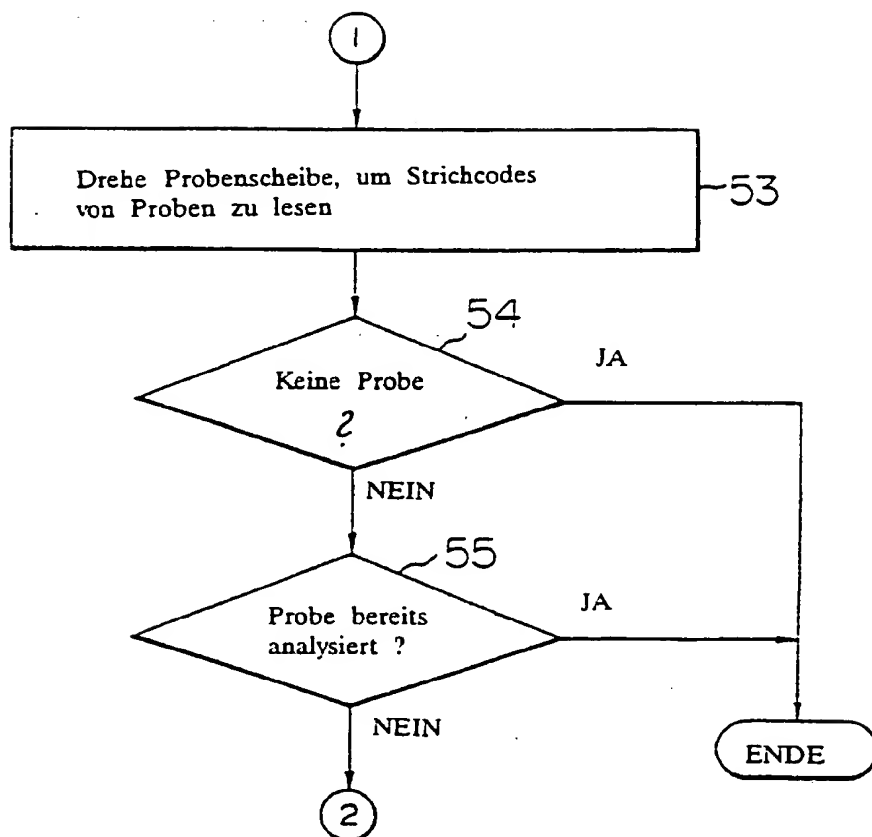 1
Drehe Probenscheibe, um Strichcodes
von Proben zu lesen
53
54
JA
Keine Probe
?
NEIN
55
JA
Probe bereits
analysiert ?
NEIN
ENDE
2